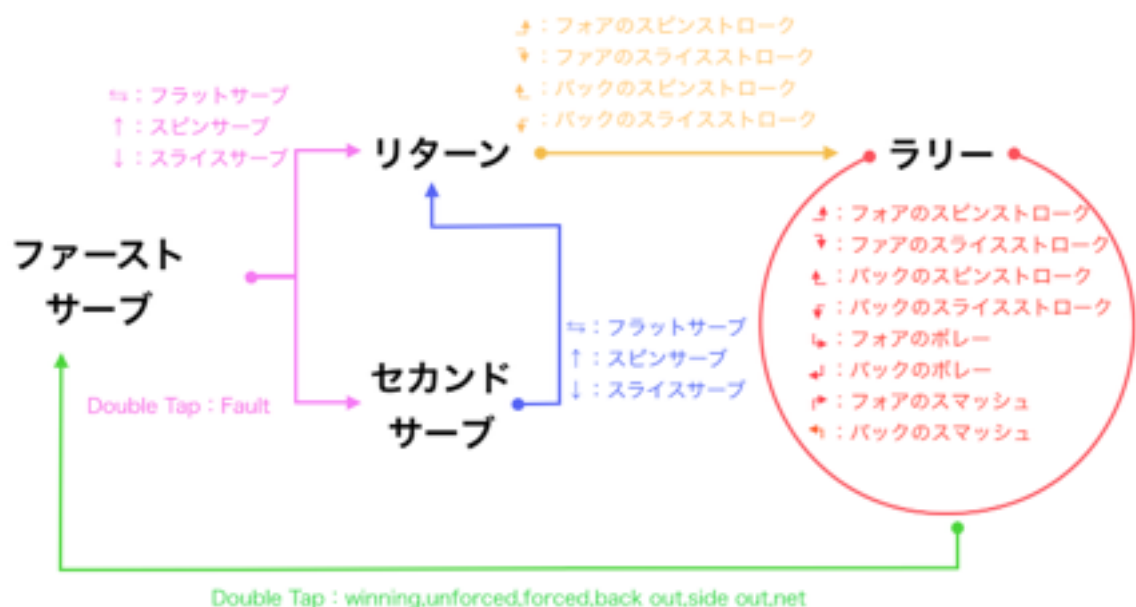 ⬏：フォアのスピンストローク
⬎：ファアのスライスストローク
⬑：バックのスピンストローク
⬐：バックのスライスストローク
⇆：フラットサーブ
↑：スピンサーブ
↓：スライスサーブ
リターン
ラリー
ファースト
サーブ
⬏：フォアのスピンストローク
⬎：ファアのスライスストローク
⬑：バックのスピンストローク
⬐：バックのスライスストローク
↳：フォアのボレー
↲：バックのボレー
↱：フォアのスマッシュ
↰：バックのスマッシュ
⇆：フラットサーブ
↑：スピンサーブ
↓：スライスサーブ
セカンド
サーブ
Double Tap：Fault
Double Tap：winning,unforced,forced,back out,side out,net